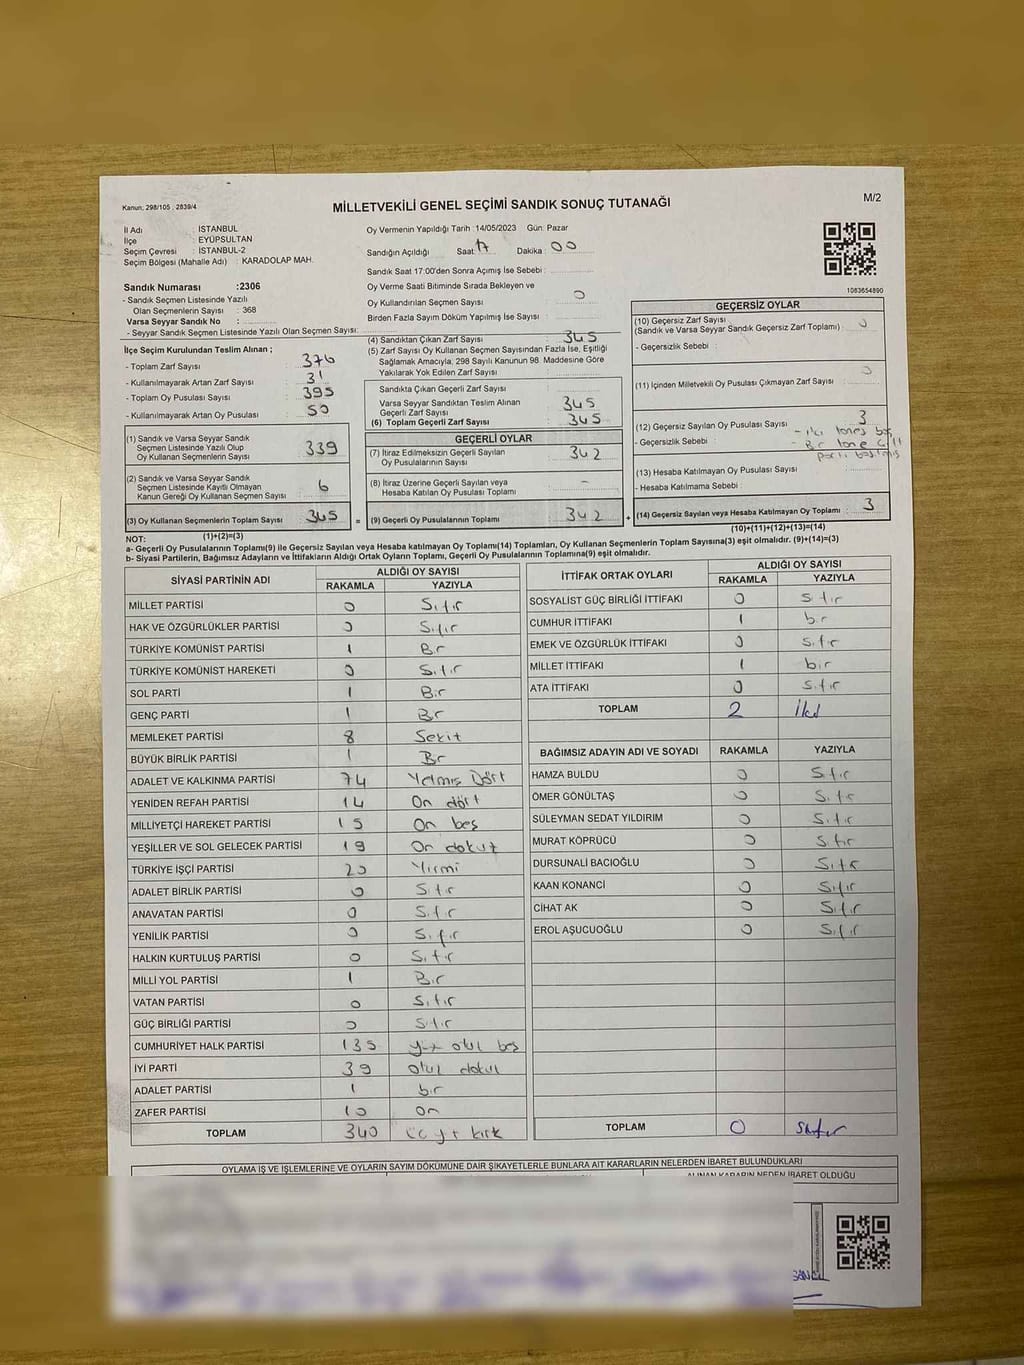 Kanun; 298/105 , 2839/4
MİLLETVEKİLİ GENEL SEÇİMİ SANDIK SONUÇ TUTANAĞI
M/2
İl Adı : İSTANBUL
İlçe : EYÜPSULTAN
Seçim Çevresi : İSTANBUL-2
Seçim Bölgesi (Mahalle Adı) : KARADOLAP MAH.
Oy Vermenin Yapıldığı Tarih : 14/05/2023 Gün: Pazar
Sandığın Açıldığı Saat: 17 Dakika : 00
Sandık Saat 17:00'den Sonra Açımış İse Sebebi :
Oy Verme Saati Bitiminde Sırada Bekleyen ve
Oy Kullandırılan Seçmen Sayısı : 0
Birden Fazla Sayım Döküm Yapılmış İse Sayısı :
1083654890
Sandık Numarası :2306
- Sandık Seçmen Listesinde Yazılı
Olan Seçmenlerin Sayısı : 368
Varsa Seyyar Sandık No :
- Seyyar Sandık Seçmen Listesinde Yazılı Olan Seçmen Sayısı:
İlçe Seçim Kurulundan Teslim Alınan ;
- Toplam Zarf Sayısı : 376
- Kullanılmayarak Artan Zarf Sayısı : 31
- Toplam Oy Pusulası Sayısı : 395
- Kullanılmayarak Artan Oy Pusulası : 50
(1) Sandık ve Varsa Seyyar Sandık
Seçmen Listesinde Yazılı Olup
Oy Kullanan Seçmenlerin Sayısı : 339
(2) Sandık ve Varsa Seyyar Sandık
Seçmen Listesinde Kayıtlı Olmayan
Kanun Gereği Oy Kullanan Seçmen Sayısı : 6
(3) Oy Kullanan Seçmenlerin Toplam Sayısı : 345
(1)+(2)=(3)
(4) Sandıktan Çıkan Zarf Sayısı : 345
(5) Zarf Sayısı Oy Kullanan Seçmen Sayısından Fazla İse, Eşitliği
Sağlamak Amacıyla, 298 Sayılı Kanunun 98. Maddesine Göre
Yakılarak Yok Edilen Zarf Sayısı :
Sandıkta Çıkan Geçerli Zarf Sayısı :
Varsa Seyyar Sandıktan Teslim Alınan
Geçerli Zarf Sayısı : 345
(6) Toplam Geçerli Zarf Sayısı : 345
GEÇERLİ OYLAR
(7) İtiraz Edilmeksizin Geçerli Sayılan
Oy Pusulalarının Sayısı : 342
(8) İtiraz Üzerine Geçerli Sayılan veya
Hesaba Katılan Oy Pusulası Toplamı : -
= (9) Geçerli Oy Pusulalarının Toplamı : 342
GEÇERSİZ OYLAR
(10) Geçersiz Zarf Sayısı
(Sandık ve Varsa Seyyar Sandık Geçersiz Zarf Toplamı) : 0
- Geçersizlik Sebebi :
(11) İçinden Milletvekili Oy Pusulası Çıkmayan Zarf Sayısı : 0
(12) Geçersiz Sayılan Oy Pusulası Sayısı : 3
- Geçersizlik Sebebi : - iki tanesi boş
- Bir tane
+ (14) Geçersiz Sayılan veya Hesaba Katılmayan Oy Toplamı : 3
(13) Hesaba Katılmayan Oy Pusulası Sayısı :
- Hesaba Katılmama Sebebi :
(10)+(11)+(12)+(13)=(14)
NOT:
a- Geçerli Oy Pusulalarının Toplamı(9) ile Geçersiz Sayılan veya Hesaba katılmayan Oy Toplamı(14) Toplamları, Oy Kullanan Seçmenlerin Toplam Sayısına(3) eşit olmalıdır. (9)+(14)=(3)
b- Siyasi Partilerin, Bağımsız Adayların ve İttifakların Aldığı Ortak Oyların Toplamı, Geçerli Oy Pusulalarının Toplamına(9) eşit olmalıdır.
SİYASİ PARTİNİN ADI ALDIĞI OY SAYISI
RAKAMLA YAZIYLA
MİLLET PARTİSİ 0 Sıfır
HAK VE ÖZGÜRLÜKLER PARTİSİ 0 Sıfır
TÜRKİYE KOMÜNİST PARTİSİ 1 Bir
TÜRKİYE KOMÜNİST HAREKETİ 0 Sıfır
SOL PARTİ 1 Bir
GENÇ PARTİ 1 Bir
MEMLEKET PARTİSİ 8 Sekiz
BÜYÜK BİRLİK PARTİSİ 1 Bir
ADALET VE KALKINMA PARTİSİ 74 Yetmiş Dört
YENİDEN REFAH PARTİSİ 14 On dört
MİLLİYETÇİ HAREKET PARTİSİ 15 On beş
YEŞİLLER VE SOL GELECEK PARTİSİ 19 On dokuz
TÜRKİYE İŞÇİ PARTİSİ 20 Yirmi
ADALET BİRLİK PARTİSİ 0 Sıfır
ANAVATAN PARTİSİ 0 Sıfır
YENİLİK PARTİSİ 0 Sıfır
HALKIN KURTULUŞ PARTİSİ 0 Sıfır
MİLLİ YOL PARTİSİ 1 Bir
VATAN PARTİSİ 0 Sıfır
GÜÇ BİRLİĞİ PARTİSİ 0 Sıfır
CUMHURİYET HALK PARTİSİ 135 yüz otuz beş
İYİ PARTİ 39 otuz dokuz
ADALET PARTİSİ 1 bir
ZAFER PARTİSİ 10 on
TOPLAM 340 üç yüz kırk
İTTİFAK ORTAK OYLARI ALDIĞI OY SAYISI
RAKAMLA YAZIYLA
SOSYALİST GÜÇ BİRLİĞİ İTTİFAKI 0 Sıfır
CUMHUR İTTİFAKI 1 bir
EMEK VE ÖZGÜRLÜK İTTİFAKI 0 sıfır
MİLLET İTTİFAKI 1 bir
ATA İTTİFAKI 0 sıfır
TOPLAM 2 iki
BAĞIMSIZ ADAYIN ADI VE SOYADI RAKAMLA YAZIYLA
HAMZA BULDU 0 Sıfır
ÖMER GÖNÜLTAŞ 0 Sıfır
SÜLEYMAN SEDAT YILDIRIM 0 Sıfır
MURAT KÖPRÜCÜ 0 Sıfır
DURSUNALİ BACIOĞLU 0 Sıfır
KAAN KONANCİ 0 Sıfır
CİHAT AK 0 Sıfır
EROL AŞUCUOĞLU 0 Sıfır
TOPLAM 0 Sıfır
OYLAMA İŞ VE İŞLEMLERİNE VE OYLARIN SAYIM DÖKÜMÜNE DAİR ŞİKAYETLERLE BUNLARA AİT KARARLARIN NELERDEN İBARET BULUNDUKLARI
ALINAN KARARIN NEDEN İBARET OLDUĞU